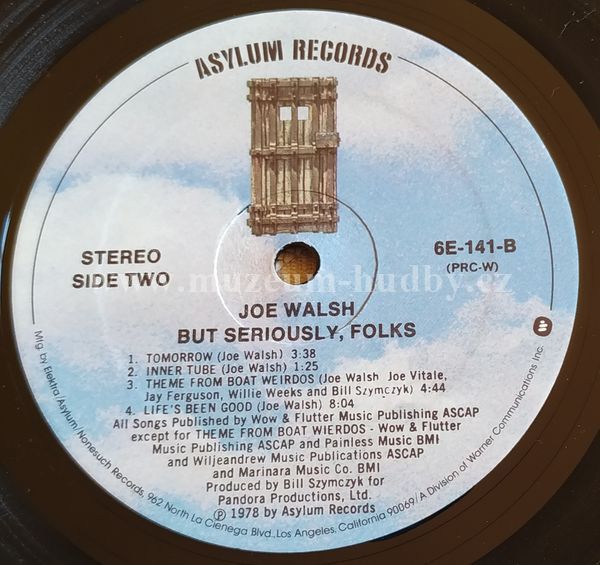 ASYLUM RECORDS
STEREO
SIDE TWO
6E-141-B
(PRC-W)
www.muzeum-hudby.cz
JOE WALSH
BUT SERIOUSLY, FOLKS
1. TOMORROW (Joe Walsh) 3:38
2. INNER TUBE (Joe Walsh) 1:25
3. THEME FROM BOAT WEIRDOS (Joe Walsh Joe Vitale,
Jay Ferguson, Willie Weeks and Bill Szymczyk) 4:44
4. LIFE'S BEEN GOOD (Joe Walsh) 8:04
All Songs Published by Wow & Flutter Music Publishing ASCAP
except for THEME FROM BOAT WIERDOS - Wow & Flutter
Music Publishing ASCAP and Painless Music BMI
and Wiljeandrew Music Publications ASCAP
and Marinara Music Co. BMI
Produced by Bill Szymczyk for
Pandora Productions, Ltd.
℗ 1978 by Asylum Records
Mfg. by Elektra/Asylum/Nonesuch Records, 962 North La Cienega Blvd., Los Angeles, California 90069/A Division of Warner Communications Inc.